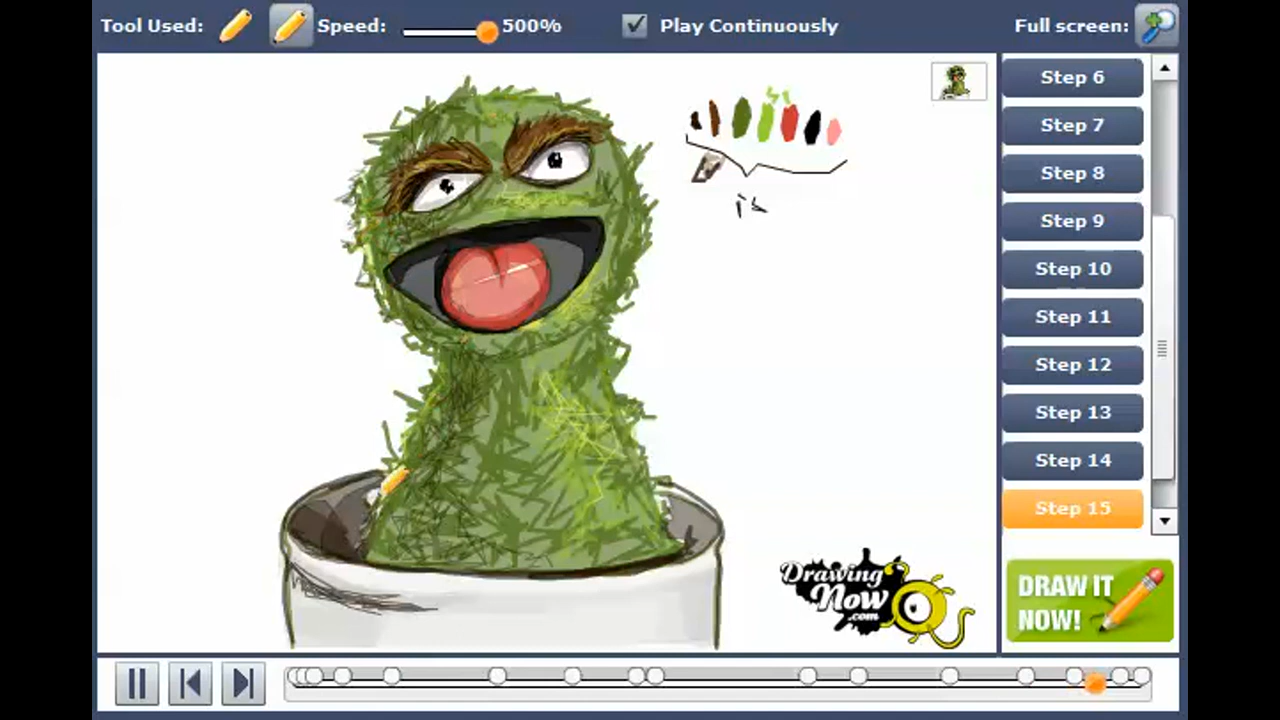 Tool Used: Speed: 500% Play Continuously Full screen:
Step 6
Step 7
Step 8
Step 9
Step 10
Step 11
Step 12
Step 13
Step 14
Step 15
Drawing
Now
.com
DRAW IT
NOW!